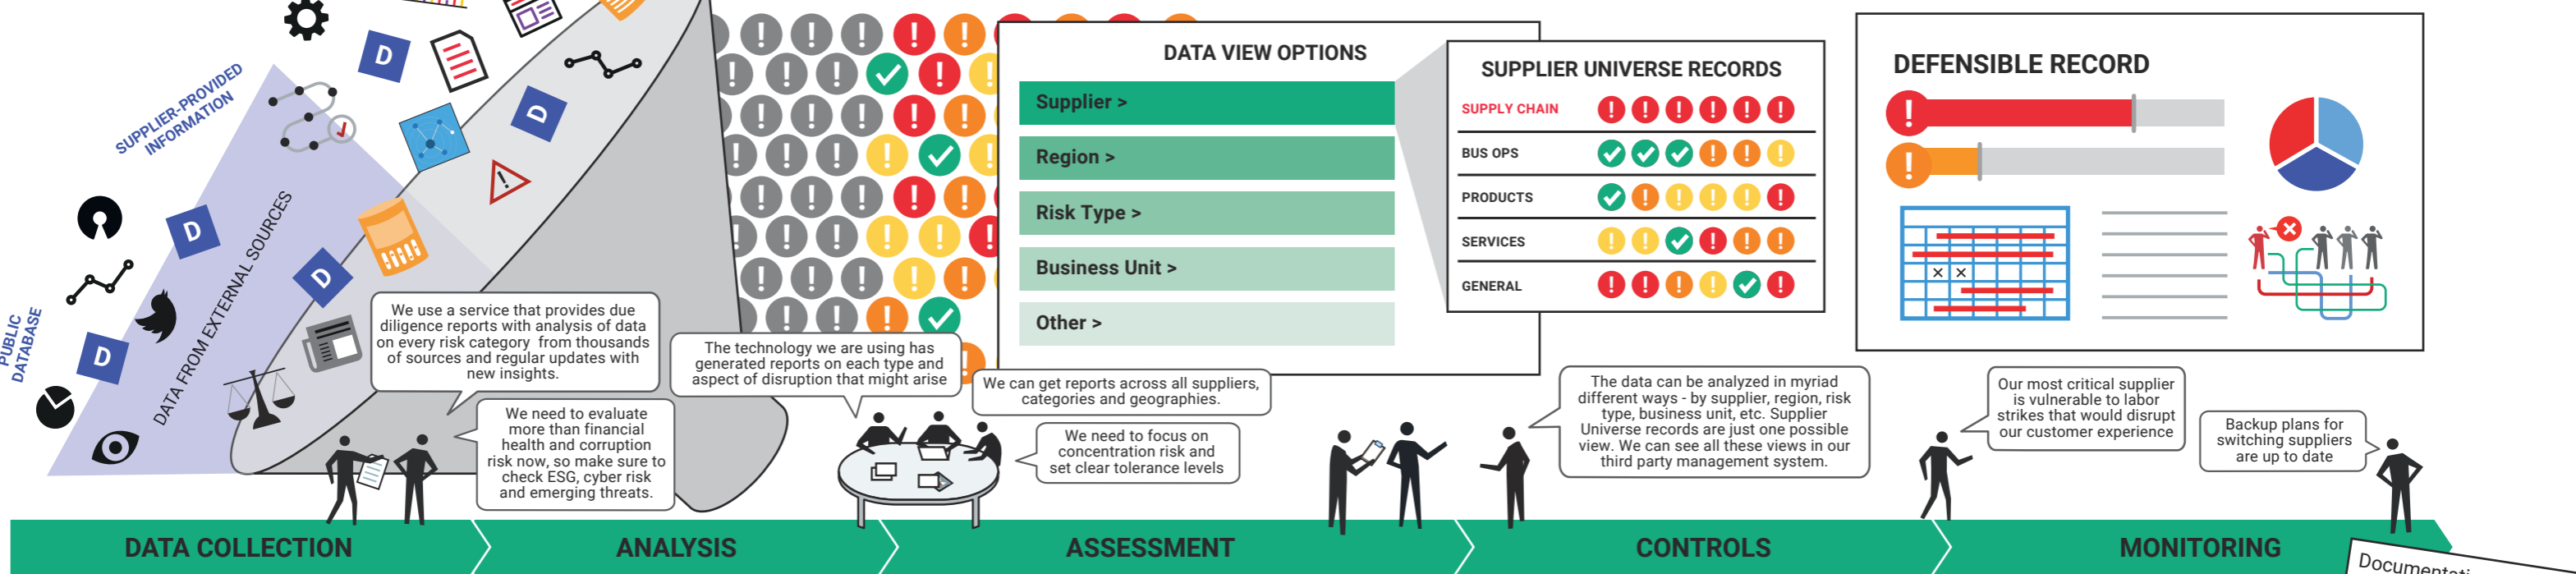 SUPPLIER-PROVIDED
INFORMATION
D
D
D
D
D
PUBLIC
DATABASE
DATA FROM EXTERNAL SOURCES
We use a service that provides due
diligence reports with analysis of data
on every risk category from thousands
of sources and regular updates with
new insights.
We need to evaluate
more than financial
health and corruption
risk now, so make sure to
check ESG, cyber risk
and emerging threats.
The technology we are using has
generated reports on each type and
aspect of disruption that might arise
We can get reports across all suppliers,
categories and geographies.
We need to focus on
concentration risk and
set clear tolerance levels
DATA VIEW OPTIONS
Supplier >
Region >
Risk Type >
Business Unit >
Other >
SUPPLIER UNIVERSE RECORDS
SUPPLY CHAIN
BUS OPS
PRODUCTS
SERVICES
GENERAL
The data can be analyzed in myriad
different ways - by supplier, region, risk
type, business unit, etc. Supplier
Universe records are just one possible
view. We can see all these views in our
third party management system.
DEFENSIBLE RECORD
Our most critical supplier
is vulnerable to labor
strikes that would disrupt
our customer experience
Backup plans for
switching suppliers
are up to date
DATA COLLECTION
ANALYSIS
ASSESSMENT
CONTROLS
MONITORING